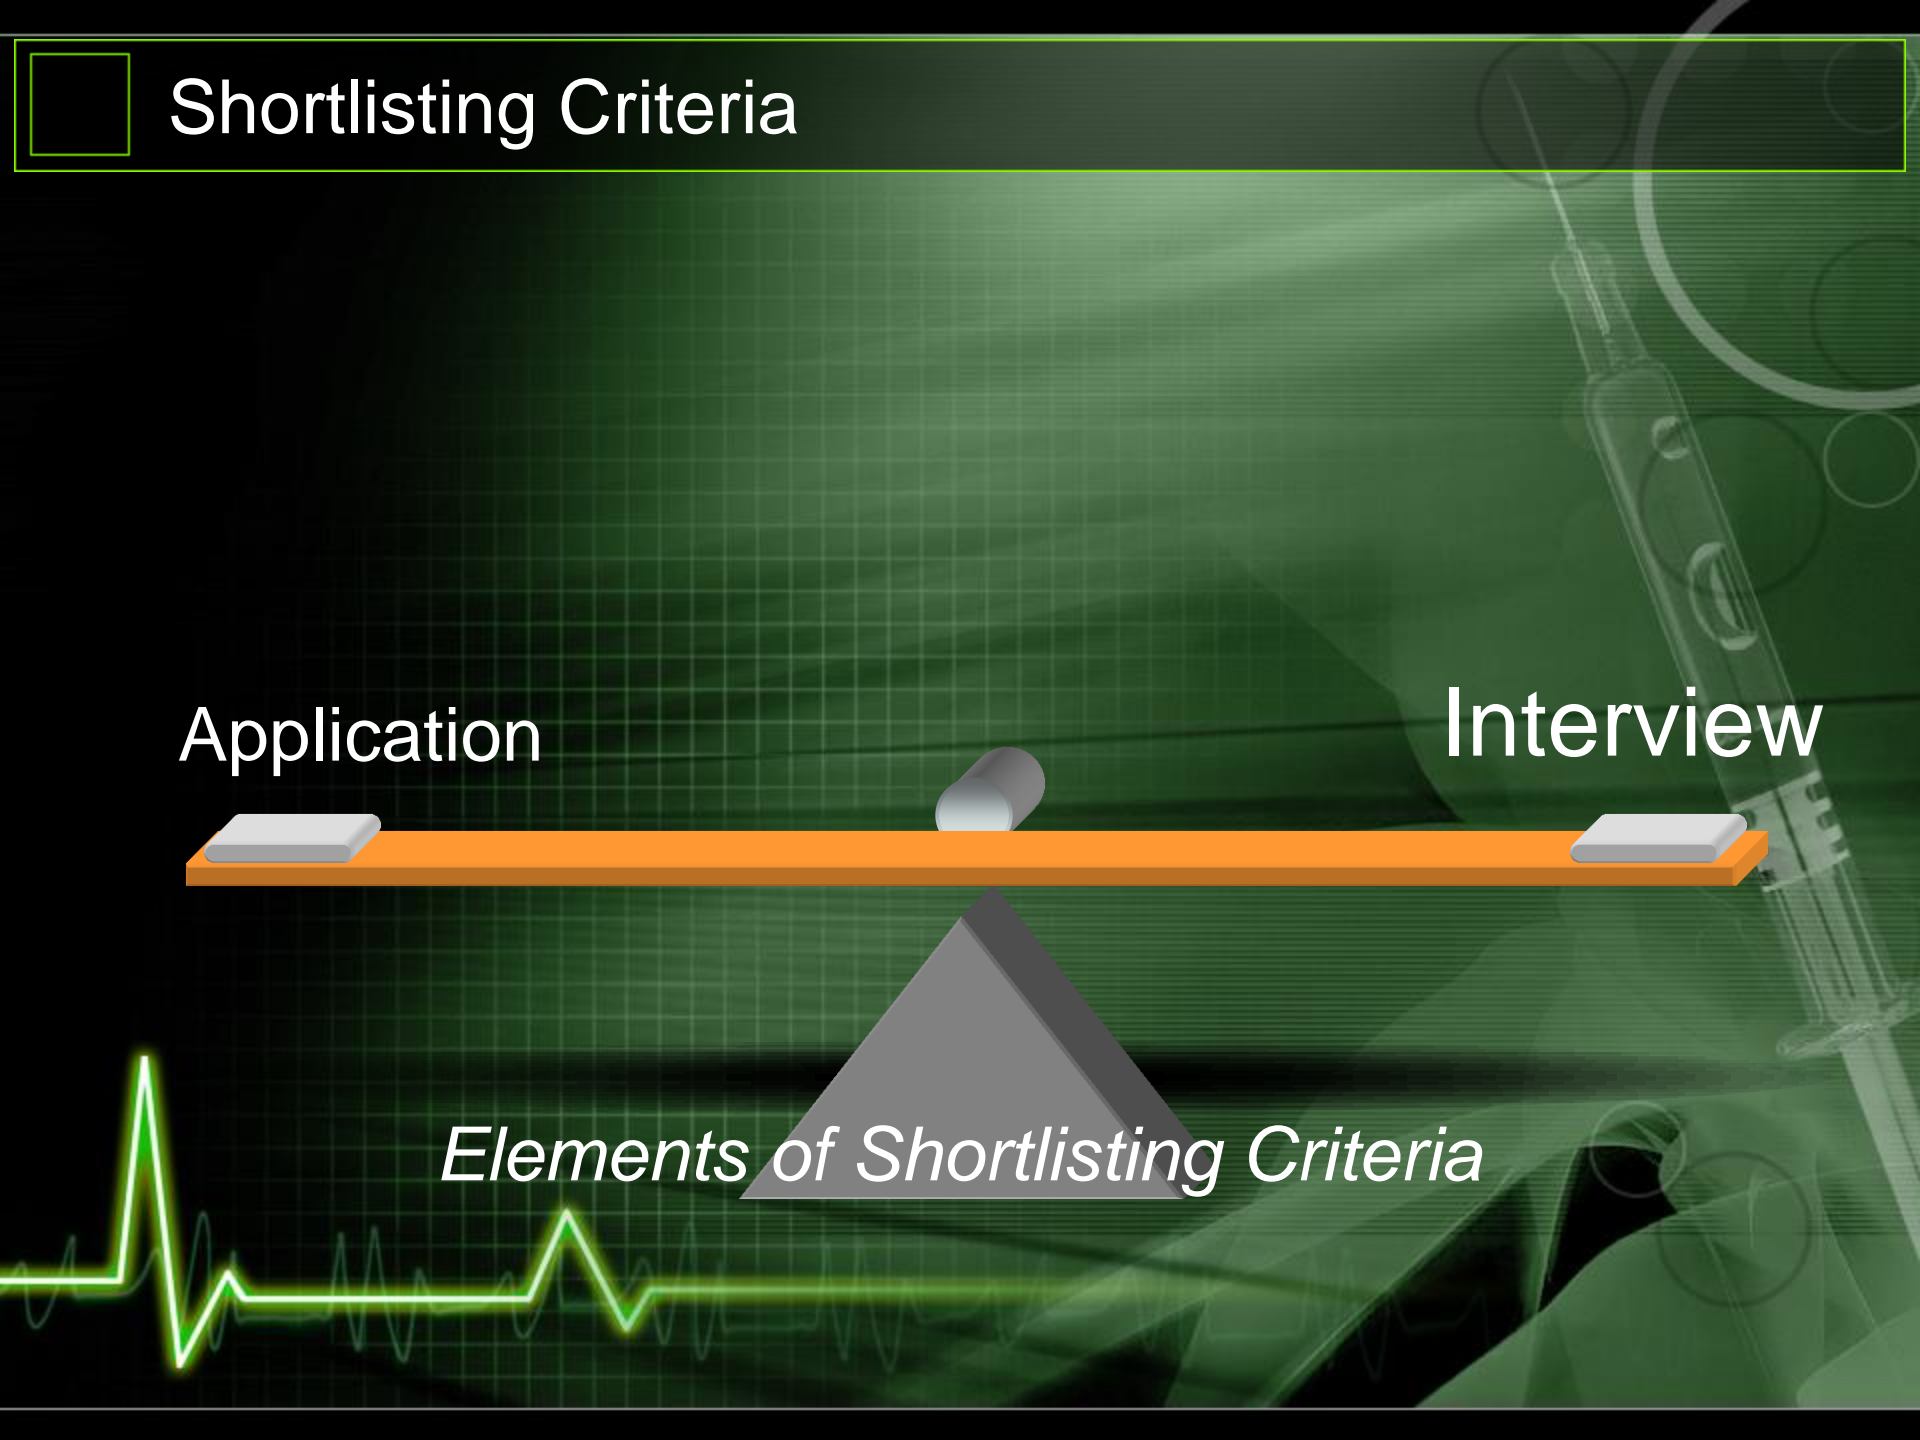 Shortlisting Criteria
Application
Interview
Elements of Shortlisting Criteria